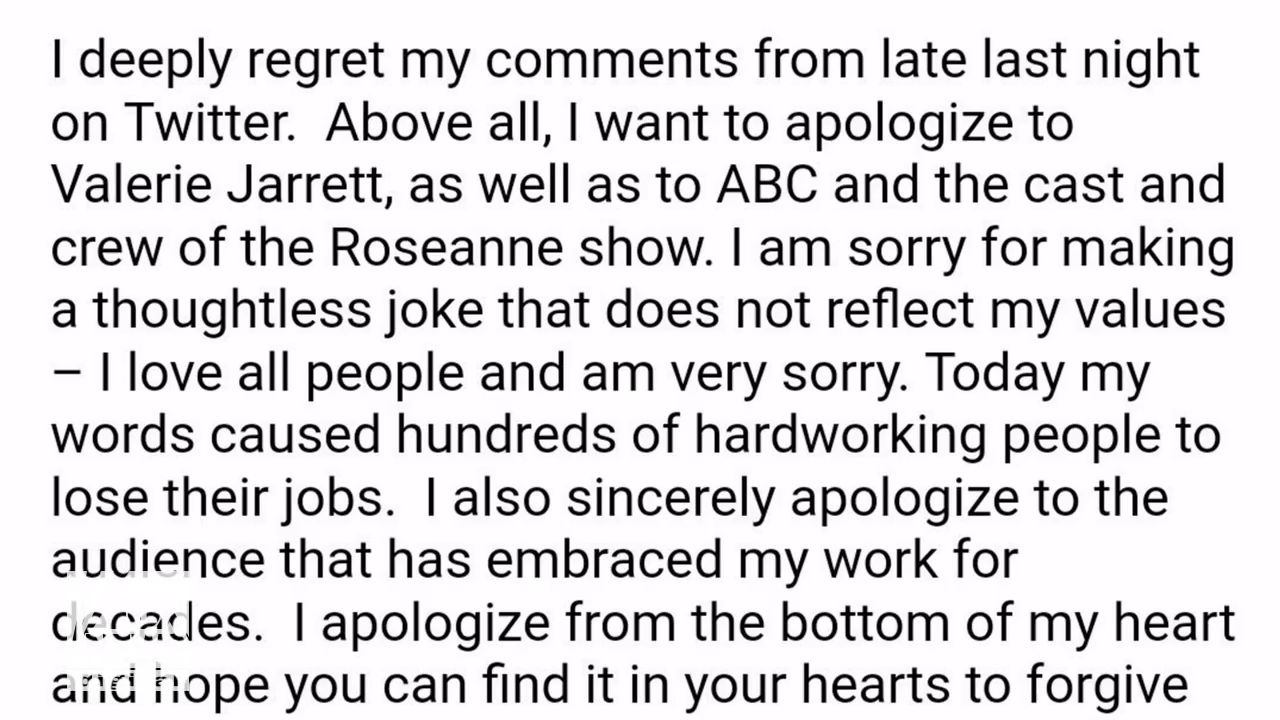 I deeply regret my comments from late last night
on Twitter.  Above all, I want to apologize to
Valerie Jarrett, as well as to ABC and the cast and
crew of the Roseanne show. I am sorry for making
a thoughtless joke that does not reflect my values
– I love all people and am very sorry. Today my
words caused hundreds of hardworking people to
lose their jobs.  I also sincerely apologize to the
audience that has embraced my work for
decades.  I apologize from the bottom of my heart
and hope you can find it in your hearts to forgive